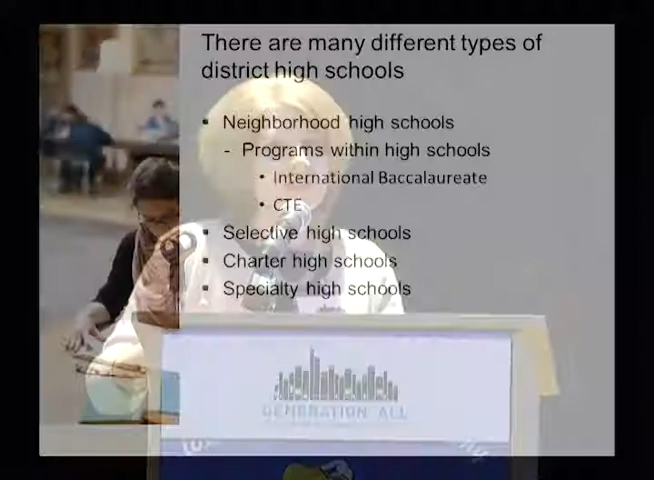 There are many different types of
district high schools
▪ Neighborhood high schools
- Programs within high schools
• International Baccalaureate
• CTE
▪ Selective high schools
▪ Charter high schools
▪ Specialty high schools
GENERATION ALL